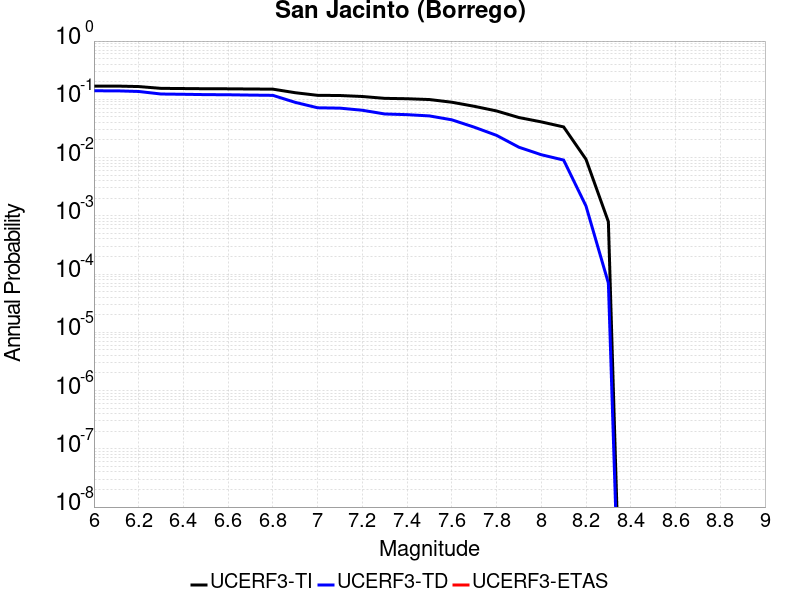 San Jacinto (Borrego)
10^0
10^-1
10^-2
10^-3
10^-4
10^-5
10^-6
10^-7
10^-8
Annual Probability
6 6.2 6.4 6.6 6.8 7 7.2 7.4 7.6 7.8 8 8.2 8.4 8.6 8.8 9
Magnitude
UCERF3-TI UCERF3-TD UCERF3-ETAS